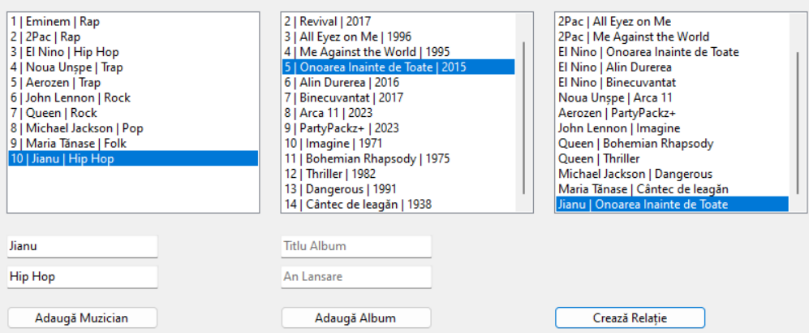 1 | Eminem | Rap
2 | 2Pac | Rap
3 | El Nino | Hip Hop
4 | Noua Unșpe | Trap
5 | Aerozen | Trap
6 | John Lennon | Rock
7 | Queen | Rock
8 | Michael Jackson | Pop
9 | Maria Tănase | Folk
10 | Jianu | Hip Hop
2 | Revival | 2017
3 | All Eyez on Me | 1996
4 | Me Against the World | 1995
5 | Onoarea Inainte de Toate | 2015
6 | Alin Durerea | 2016
7 | Binecuvantat | 2017
8 | Arca 11 | 2023
9 | PartyPackz+ | 2023
10 | Imagine | 1971
11 | Bohemian Rhapsody | 1975
12 | Thriller | 1982
13 | Dangerous | 1991
14 | Cântec de leagăn | 1938
2Pac | All Eyez on Me
2Pac | Me Against the World
El Nino | Onoarea Inainte de Toate
El Nino | Alin Durerea
El Nino | Binecuvantat
Noua Unșpe | Arca 11
Aerozen | PartyPackz+
John Lennon | Imagine
Queen | Bohemian Rhapsody
Queen | Thriller
Michael Jackson | Dangerous
Maria Tănase | Cântec de leagăn
Jianu | Onoarea Inainte de Toate
Jianu
Titlu Album
Hip Hop
An Lansare
Adaugă Muzician
Adaugă Album
Crează Relație